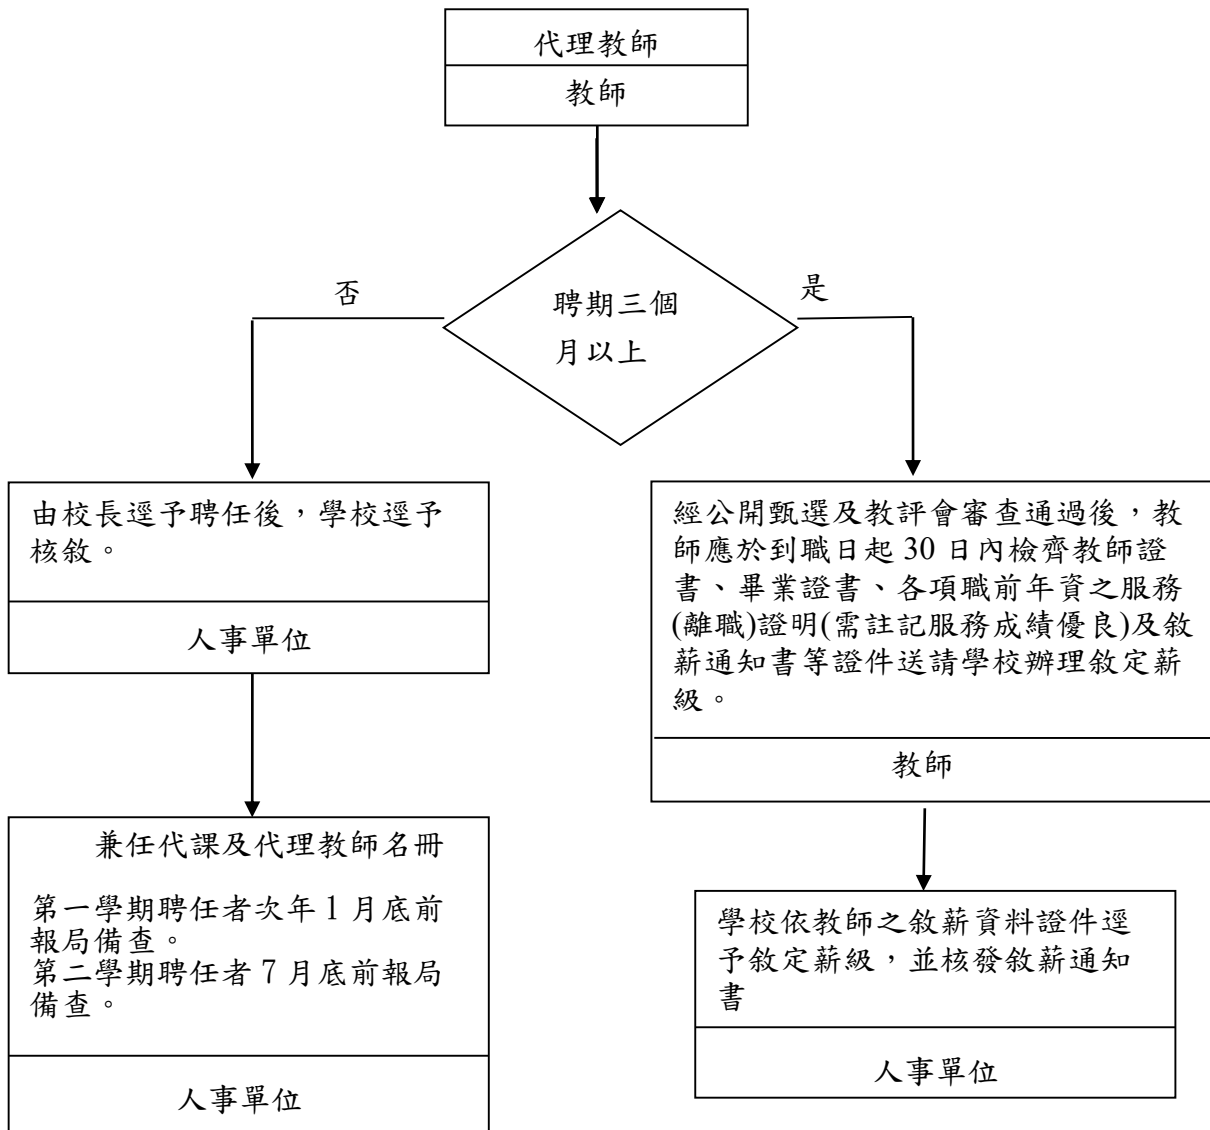 代理教師
教師
否
是
聘期三個
月以上
由校長逕予聘任後，學校逕予
核敘。
人事單位
經公開甄選及教評會審查通過後，教
師應於到職日起 30 日內檢齊教師證
書、畢業證書、各項職前年資之服務
(離職)證明(需註記服務成績優良)及敘
薪通知書等證件送請學校辦理敘定薪
級。
教師
兼任代課及代理教師名冊
第一學期聘任者次年 1 月底前
報局備查。
第二學期聘任者 7 月底前報局
備查。
人事單位
學校依教師之敘薪資料證件逕
予敘定薪級，並核發敘薪通知
書
人事單位